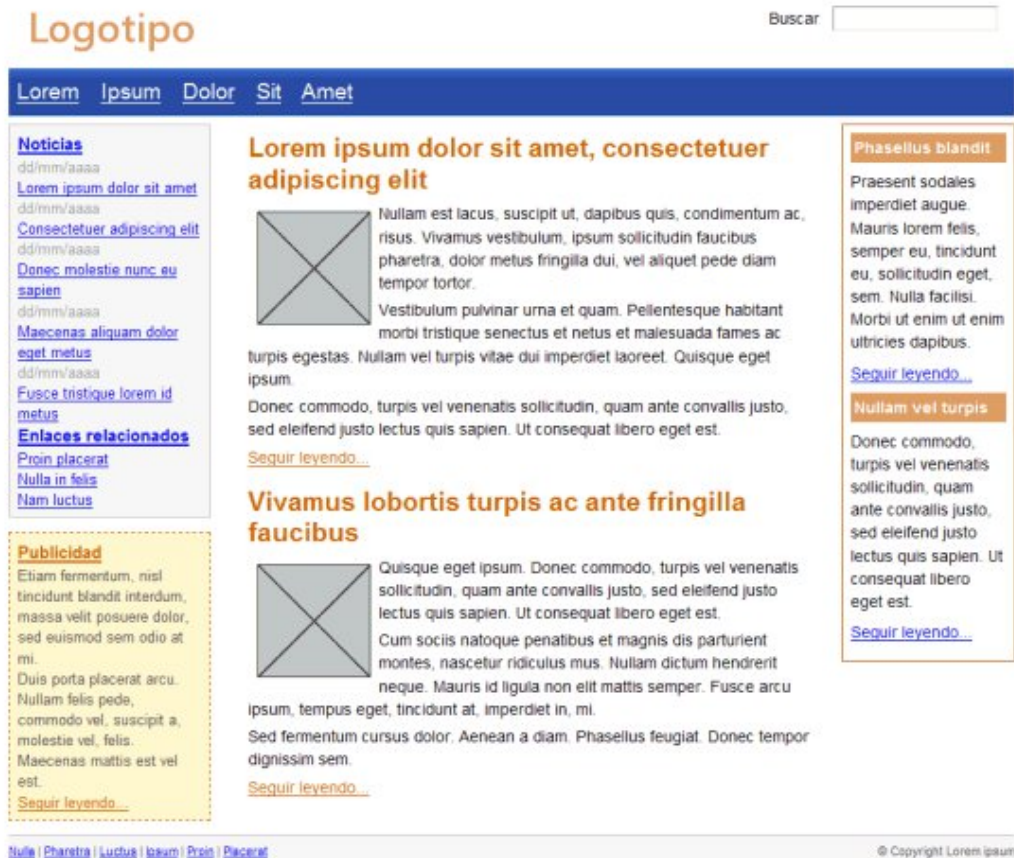 Logotipo
Buscar
Lorem Ipsum Dolor Sit Amet
Noticias
dd/mm/aaaa
Lorem ipsum dolor sit amet
dd/mm/aaaa
Consectetuer adipiscing elit
dd/mm/aaaa
Donec molestie nunc eu
sapien
dd/mm/aaaa
Maecenas aliquam dolor
eget metus
dd/mm/aaaa
Fusce tristique lorem id
metus
Enlaces relacionados
Proin placerat
Nulla in felis
Nam luctus
Publicidad
Etiam fermentum, nisl
tincidunt blandit interdum,
massa velit posuere dolor,
sed euismod sem odio at
mi.
Duis porta placerat arcu.
Nullam felis pede,
commodo vel, suscipit a,
molestie vel, felis.
Maecenas mattis est vel
est.
Seguir leyendo...
Lorem ipsum dolor sit amet, consectetuer
adipiscing elit
Nullam est lacus, suscipit ut, dapibus quis, condimentum ac,
risus. Vivamus vestibulum, ipsum sollicitudin faucibus
pharetra, dolor metus fringilla dui, vel aliquet pede diam
tempor tortor.
Vestibulum pulvinar urna et quam. Pellentesque habitant
morbi tristique senectus et netus et malesuada fames ac
turpis egestas. Nullam vel turpis vitae dui imperdiet laoreet. Quisque eget
ipsum.
Donec commodo, turpis vel venenatis sollicitudin, quam ante convallis justo,
sed eleifend justo lectus quis sapien. Ut consequat libero eget est.
Seguir leyendo...
Vivamus lobortis turpis ac ante fringilla
faucibus
Quisque eget ipsum. Donec commodo, turpis vel venenatis
sollicitudin, quam ante convallis justo, sed eleifend justo
lectus quis sapien. Ut consequat libero eget est.
Cum sociis natoque penatibus et magnis dis parturient
montes, nascetur ridiculus mus. Nullam dictum hendrerit
neque. Mauris id ligula non elit mattis semper. Fusce arcu
ipsum, tempus eget, tincidunt at, imperdiet in, mi.
Sed fermentum cursus dolor. Aenean a diam. Phasellus feugiat. Donec tempor
dignissim sem.
Seguir leyendo...
Phasellus blandit
Praesent sodales
imperdiet augue.
Mauris lorem felis,
semper eu, tincidunt
eu, sollicitudin eget,
sem. Nulla facilisi.
Morbi ut enim ut enim
ultricies dapibus.
Seguir leyendo...
Nullam vel turpis
Donec commodo,
turpis vel venenatis
sollicitudin, quam
ante convallis justo,
sed eleifend justo
lectus quis sapien. Ut
consequat libero
eget est.
Seguir leyendo...
Nulla | Pharetra | Luctus | Ipsum | Proin | Placerat
© Copyright Lorem ipsum